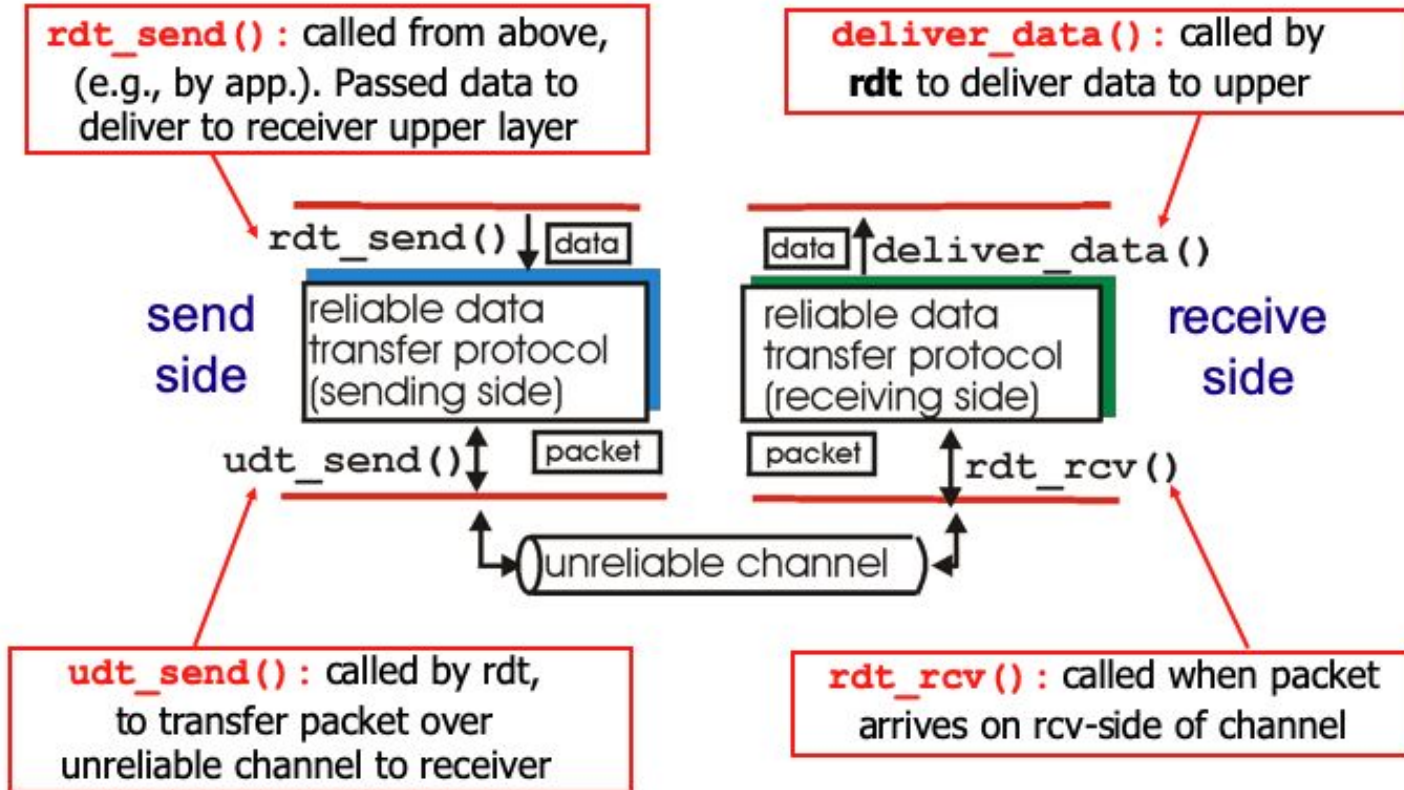 rdt_send(): called from above,
(e.g., by app.). Passed data to
deliver to receiver upper layer
deliver_data(): called by
rdt to deliver data to upper
rdt_send()
data
data
deliver_data()
send
side
reliable data
transfer protocol
(sending side)
reliable data
transfer protocol
(receiving side)
receive
side
udt_send()
packet
packet
rdt_rcv()
unreliable channel
udt_send(): called by rdt,
to transfer packet over
unreliable channel to receiver
rdt_rcv(): called when packet
arrives on rcv-side of channel